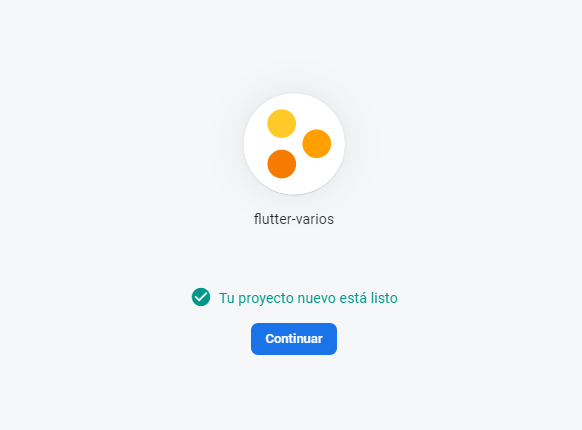 flutter-varios
Tu proyecto nuevo está listo
Continuar